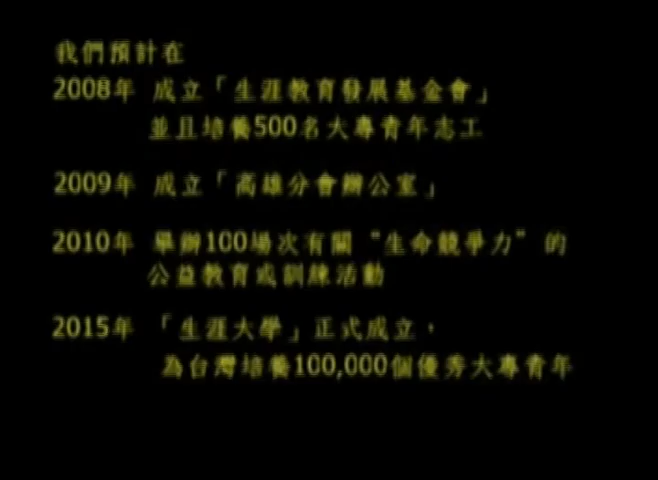 我們預計在
2008年 成立「生涯教育發展基金會」
並且培養500名大專青年志工
2009年 成立「高雄分會辦公室」
2010年 舉辦100場次有關“生命競爭力”的
公益教育或訓練活動
2015年 「生涯大學」正式成立，
為台灣培養100,000個優秀大專青年